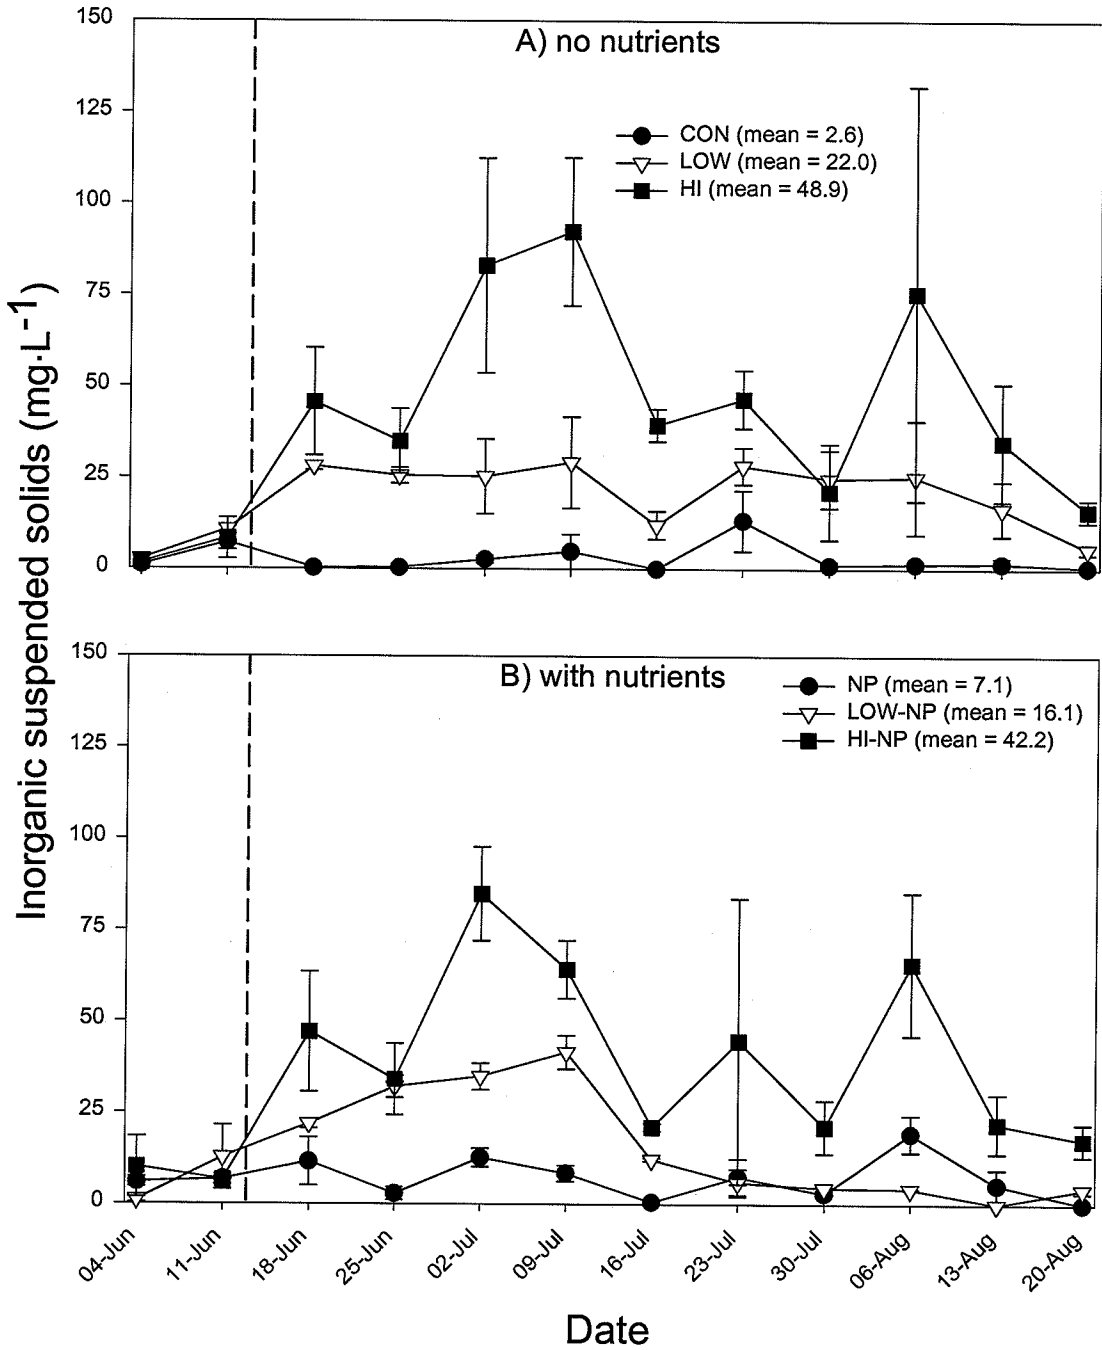 Inorganic suspended solids (mg·L⁻¹)
150
125
100
75
50
25
0
A) no nutrients
CON (mean = 2.6)
LOW (mean = 22.0)
HI (mean = 48.9)
150
125
100
75
50
25
0
B) with nutrients
NP (mean = 7.1)
LOW-NP (mean = 16.1)
HI-NP (mean = 42.2)
04-Jun
11-Jun
18-Jun
25-Jun
02-Jul
09-Jul
16-Jul
23-Jul
30-Jul
06-Aug
13-Aug
20-Aug
Date